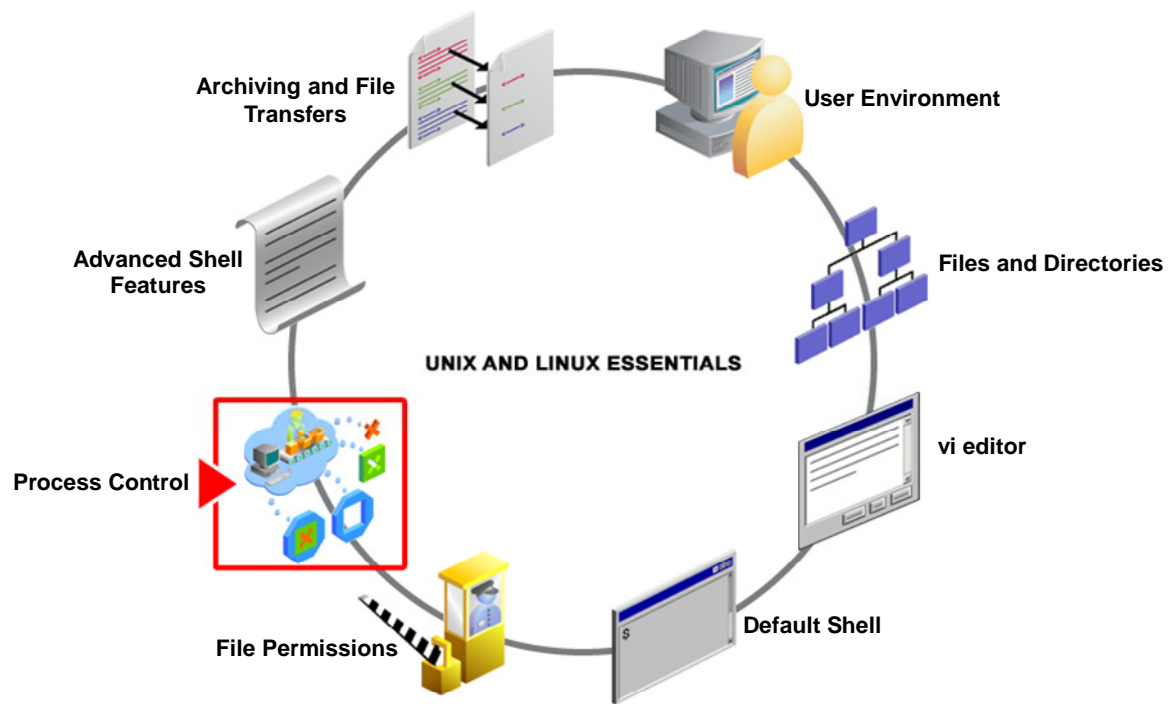 Archiving and File
Transfers
User Environment
Advanced Shell
Features
Files and Directories
UNIX AND LINUX ESSENTIALS
vi editor
Process Control
$
Default Shell
File Permissions